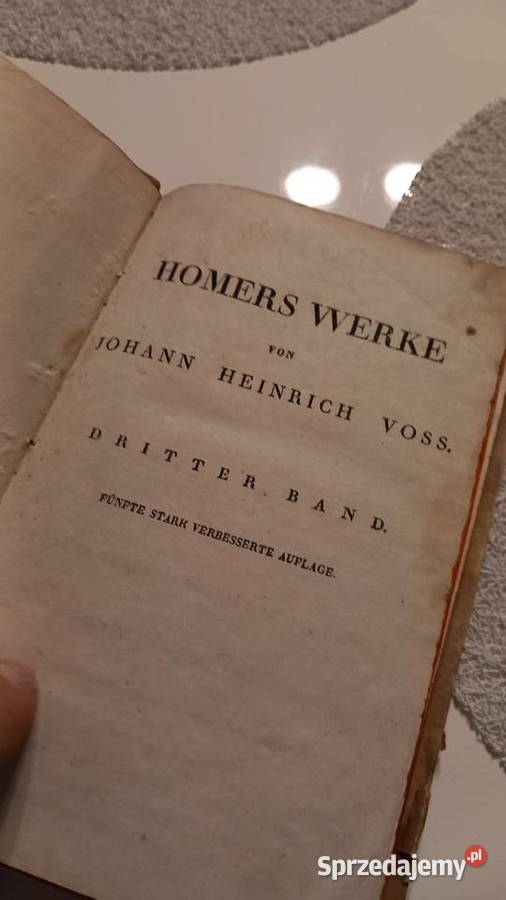 HOMERS WERKE
VON
JOHANN HEINRICH VOSS.
DRITTER BAND.
FÜNFTE STARK VERBESSERTE AUFLAGE.
Sprzedajemy.pl